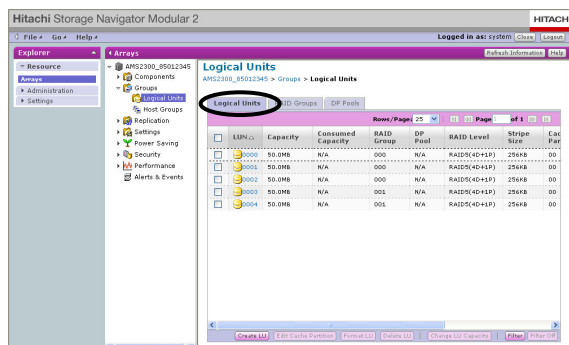 Hitachi Storage Navigator Modular 2
HITACH
File Go Help
Logged in as: system Close Logout
Explorer
Resource
Arrays
Administration
Settings
Arrays
Refresh Information Help
AMS2300_85012345
Components
Groups
Logical Units
Host Groups
Replication
Settings
Power Saving
Security
Performance
Alerts & Events
Logical Units
AMS2300_85012345 > Groups > Logical Units
Logical Units RAID Groups DP Pools
Rows/Page: 25 Page of 1
LUN Capacity Consumed Capacity RAID Group DP Pool RAID Level Stripe Size Cac Par
0000 50.0MB N/A 000 N/A RAID5(4D+1P) 256KB 00
0001 50.0MB N/A 000 N/A RAID5(4D+1P) 256KB 00
0002 50.0MB N/A 000 N/A RAID5(4D+1P) 256KB 00
0003 50.0MB N/A 001 N/A RAID5(4D+1P) 256KB 00
0004 50.0MB N/A 001 N/A RAID5(4D+1P) 256KB 00
Create LU Edit Cache Partition Format LU Delete LU Change LU Capacity Filter Filter Off